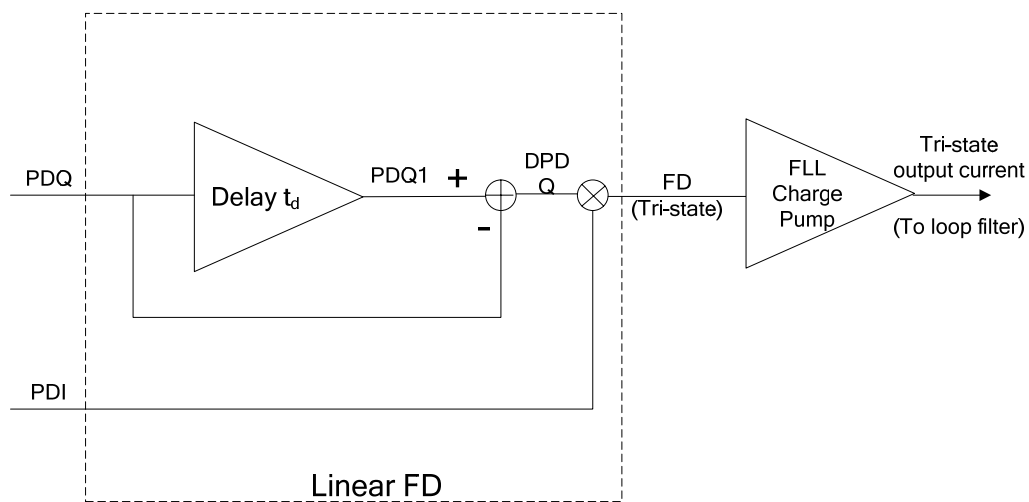 PDQ
Delay td
PDQ1
+
-
DPD
Q
FD
(Tri-state)
FLL
Charge
Pump
Tri-state
output current
(To loop filter)
PDI
Linear FD